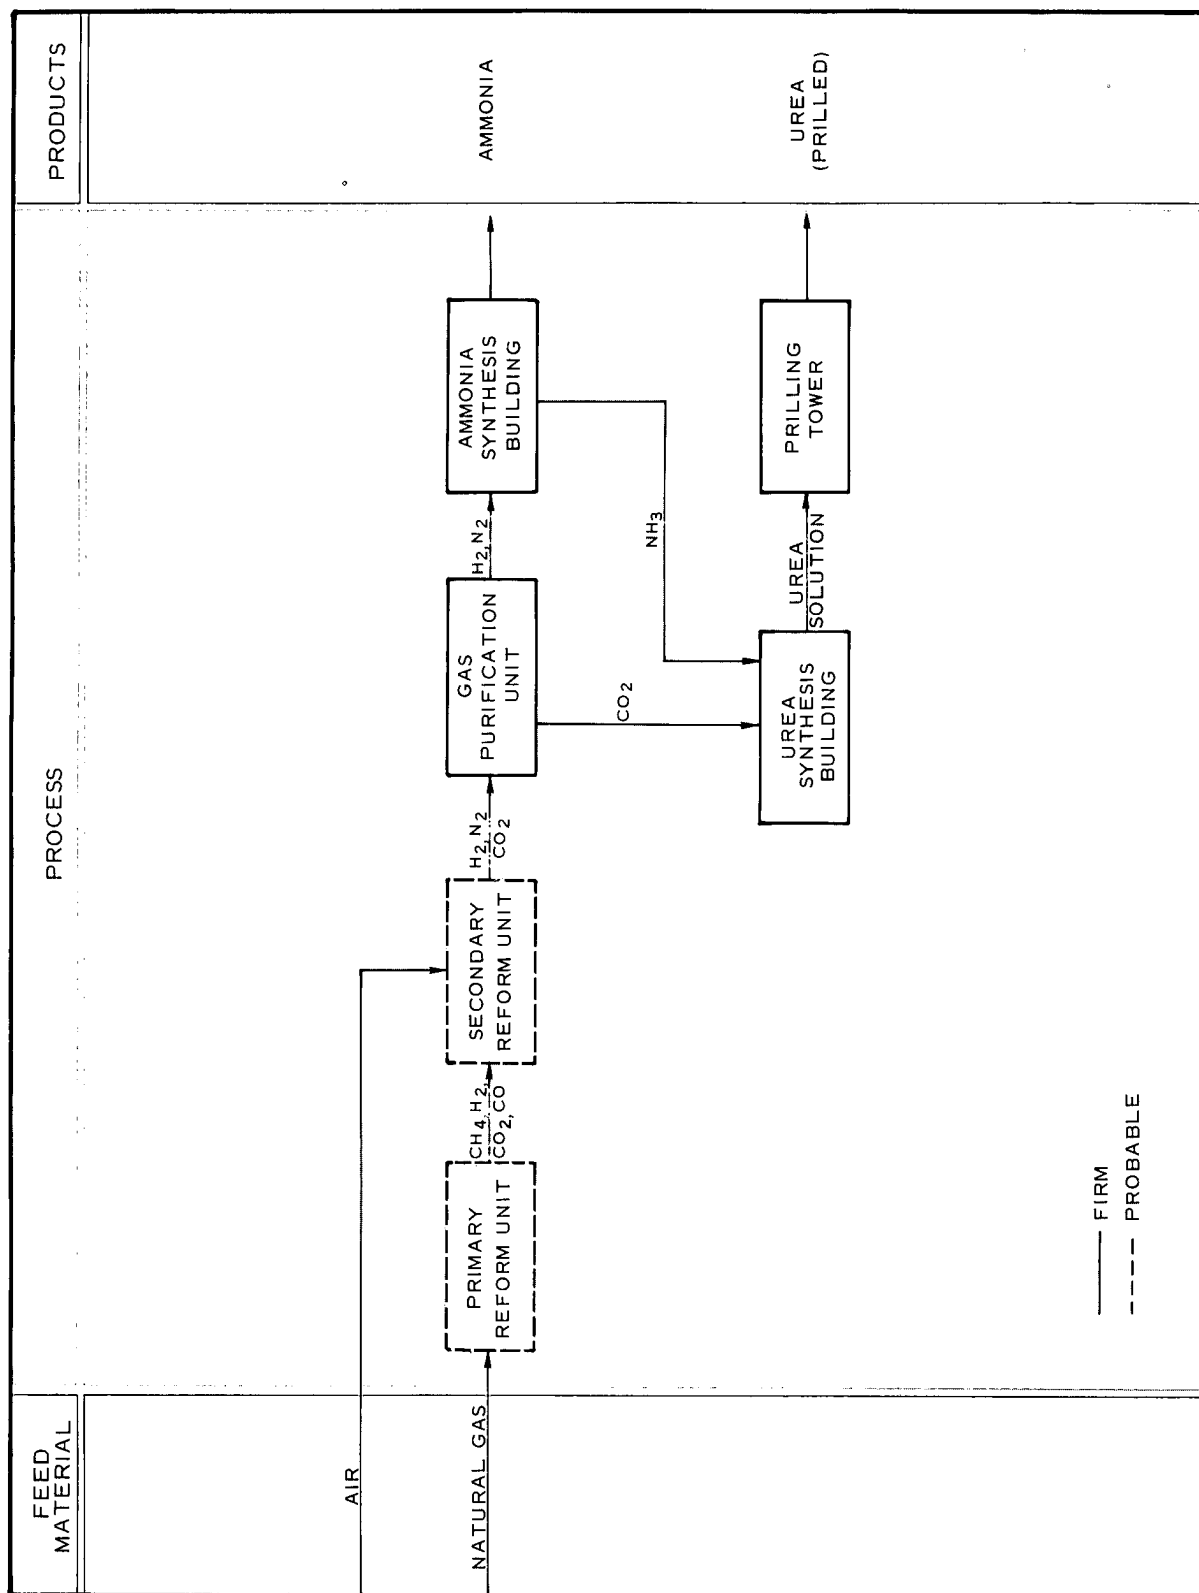 FEED
MATERIAL
PROCESS
PRODUCTS
AIR
NATURAL GAS
PRIMARY
REFORM UNIT
CH4, H2,
CO2, CO
SECONDARY
REFORM UNIT
H2, N2
CO2
GAS
PURIFICATION
UNIT
H2, N2
AMMONIA
SYNTHESIS
BUILDING
AMMONIA
CO2
NH3
UREA
SYNTHESIS
BUILDING
UREA
SOLUTION
PRILLING
TOWER
UREA
(PRILLED)
FIRM
PROBABLE